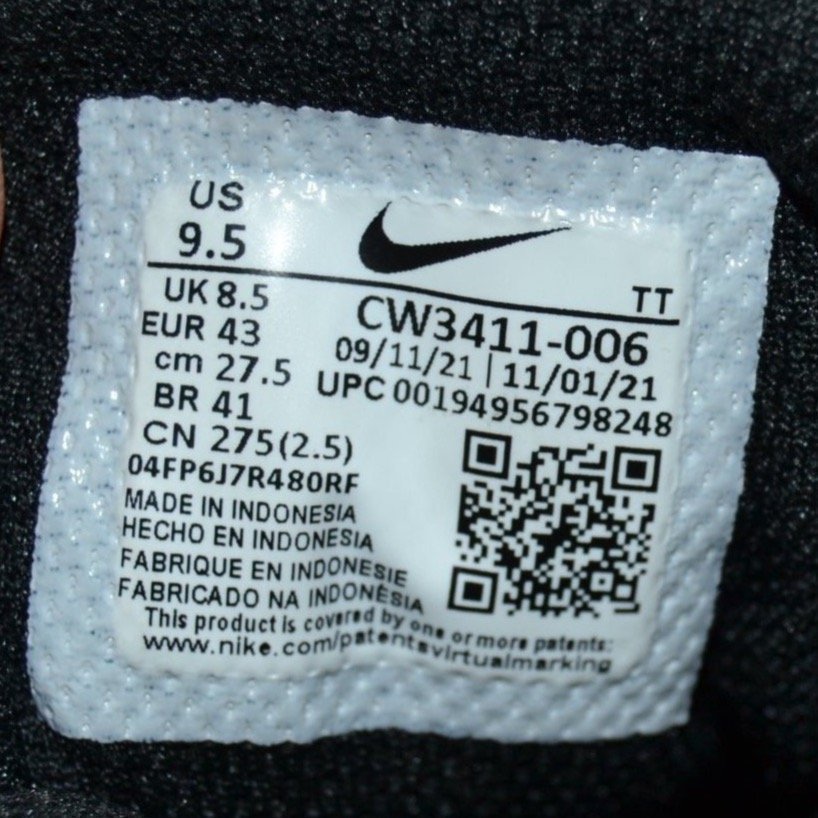 US
9.5
TT
UK 8.5
CW3411-006
EUR 43
09/11/21 | 11/01/21
cm 27.5
UPC 00194956798248
BR 41
CN 275(2.5)
04FP6J7R480RF
MADE IN INDONESIA
HECHO EN INDONESIA
FABRIQUE EN INDONESIE
FABRICADO NA INDONÉSIA
This product is covered by one or more patents:
www.nike.com/patentsvirtualmarking